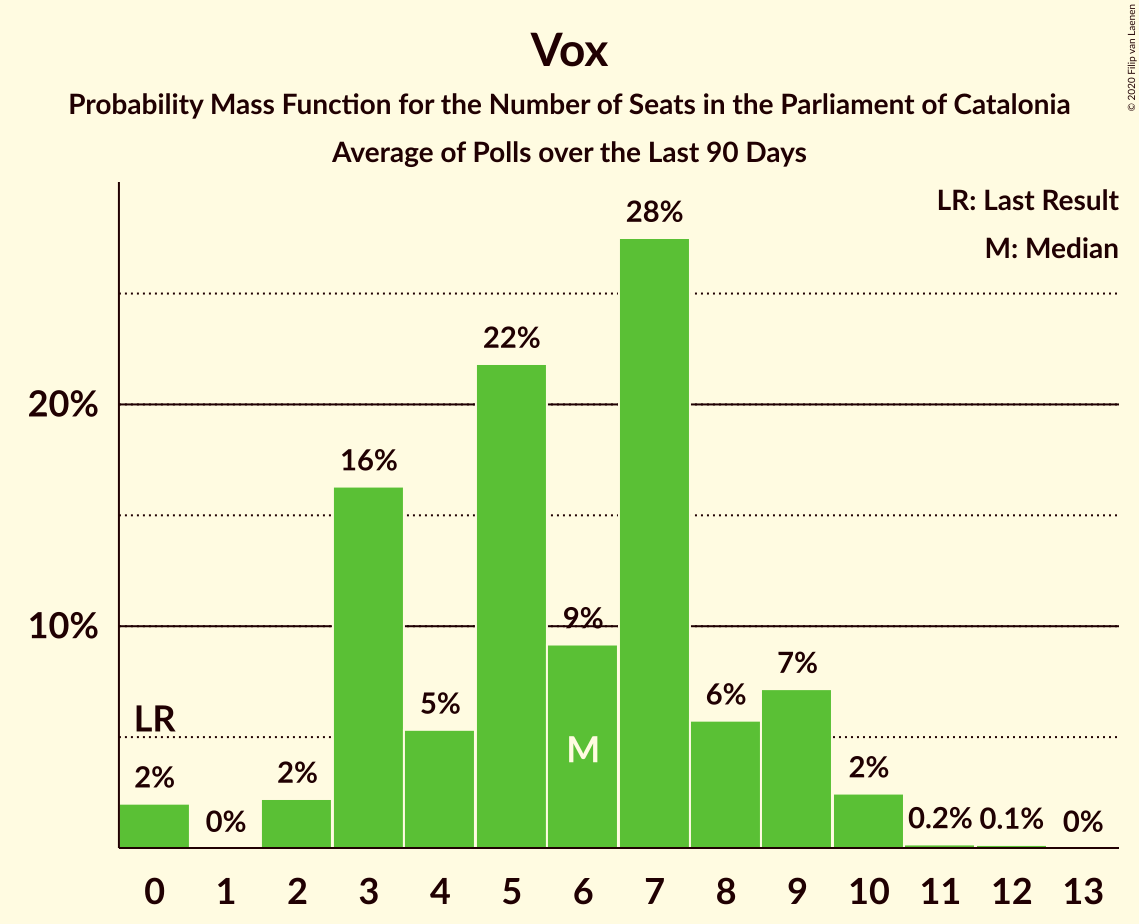 Vox
Probability Mass Function for the Number of Seats in the Parliament of Catalonia
Average of Polls over the Last 90 Days
© 2020 Filip van Laenen
LR: Last Result
M: Median
28%
22%
20%
16%
10%
9%
7%
6%
5%
LR
M
2%
0%
2%
2%
0.2%
0.1%
0%
0 1 2 3 4 5 6 7 8 9 10 11 12 13